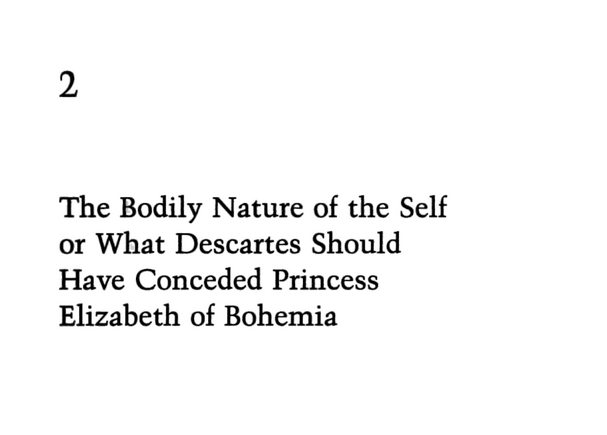 2
The Bodily Nature of the Self
or What Descartes Should
Have Conceded Princess
Elizabeth of Bohemia